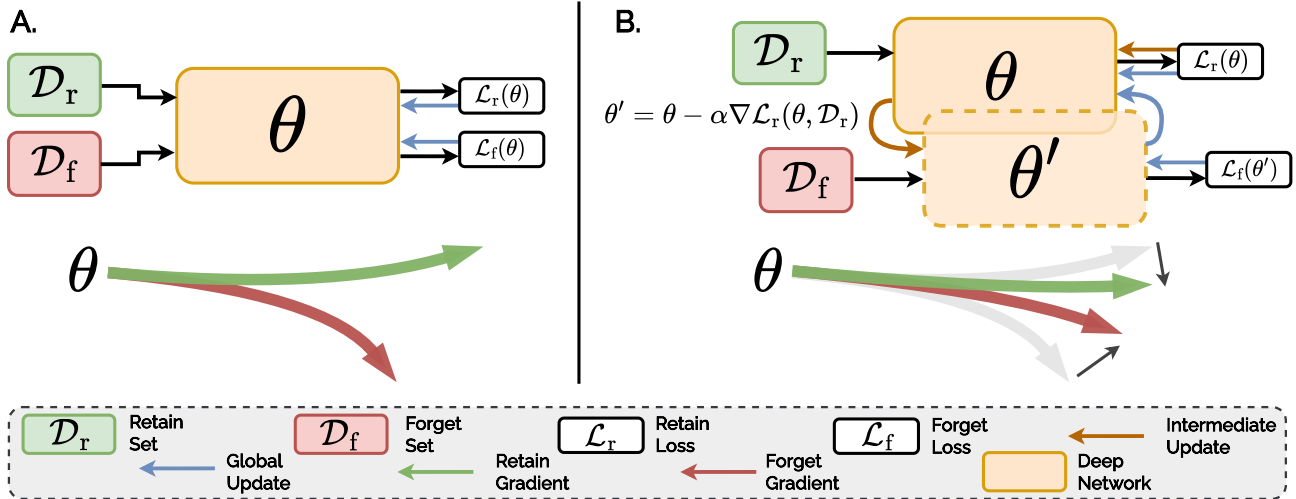 A.
𝒟r
𝒟f
θ
ℒr(θ)
ℒf(θ)
θ
B.
𝒟r
θ
ℒr(θ)
θ′ = θ − α∇ℒr(θ, 𝒟r)
𝒟f
θ′
ℒf(θ′)
θ
𝒟r
Retain
Set
𝒟f
Forget
Set
ℒr
Retain
Loss
ℒf
Forget
Loss
Intermediate
Update
Global
Update
Retain
Gradient
Forget
Gradient
Deep
Network